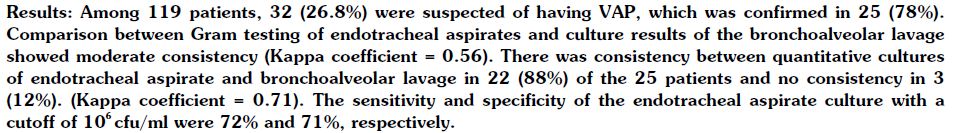 Results: Among 119 patients, 32 (26.8%) were suspected of having VAP, which was confirmed in 25 (78%).
Comparison between Gram testing of endotracheal aspirates and culture results of the bronchoalveolar lavage
showed moderate consistency (Kappa coefficient = 0.56). There was consistency between quantitative cultures
of endotracheal aspirate and bronchoalveolar lavage in 22 (88%) of the 25 patients and no consistency in 3
(12%). (Kappa coefficient = 0.71). The sensitivity and specificity of the endotracheal aspirate culture with a
cutoff of 10⁶ cfu/ml were 72% and 71%, respectively.